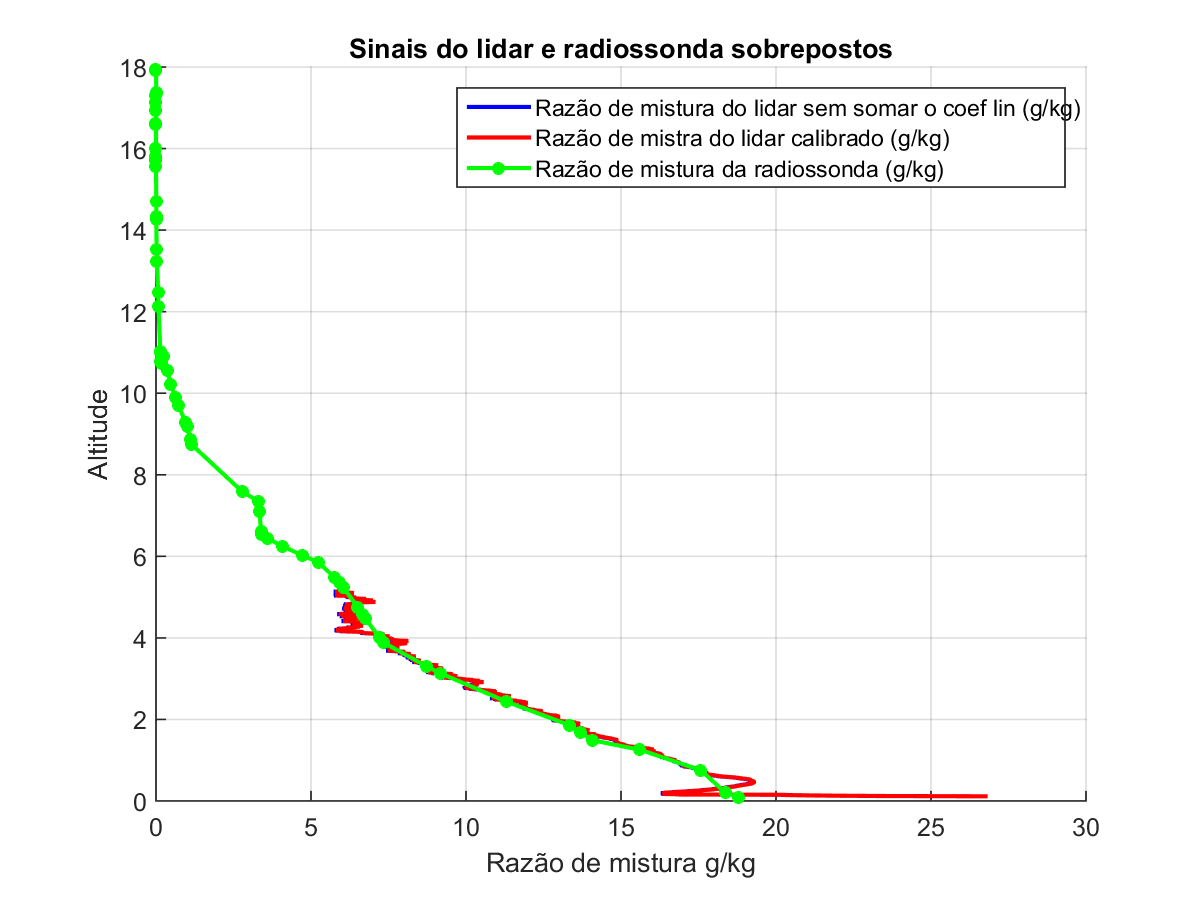 Sinais do lidar e radiossonda sobrepostos
18
16
14
12
10
8
6
4
2
0
Altitude
Razão de mistura do lidar sem somar o coef lin (g/kg)
Razão de mistra do lidar calibrado (g/kg)
Razão de mistura da radiossonda (g/kg)
0 5 10 15 20 25 30
Razão de mistura g/kg